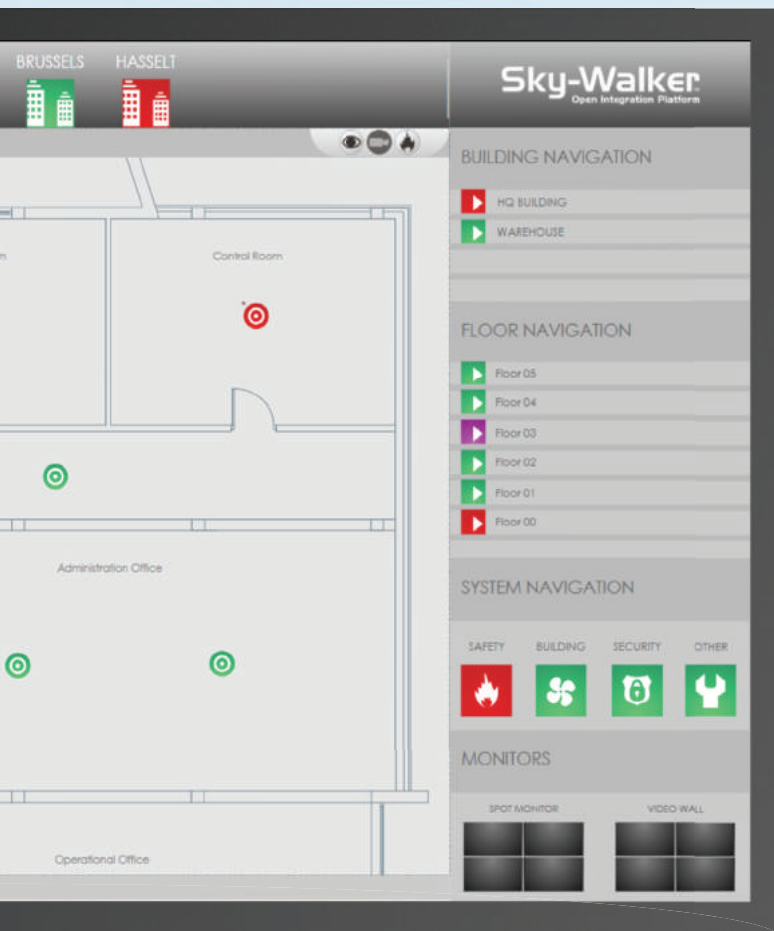 BRUSSELS HASSELT
Sky-Walker
Open Integration Platform
BUILDING NAVIGATION
HQ BUILDING
WAREHOUSE
Control Room
FLOOR NAVIGATION
Floor 05
Floor 04
Floor 03
Floor 02
Floor 01
Floor 00
Administration Office
SYSTEM NAVIGATION
SAFETY BUILDING SECURITY OTHER
MONITORS
SPOT MONITOR VIDEO WALL
Operational Office